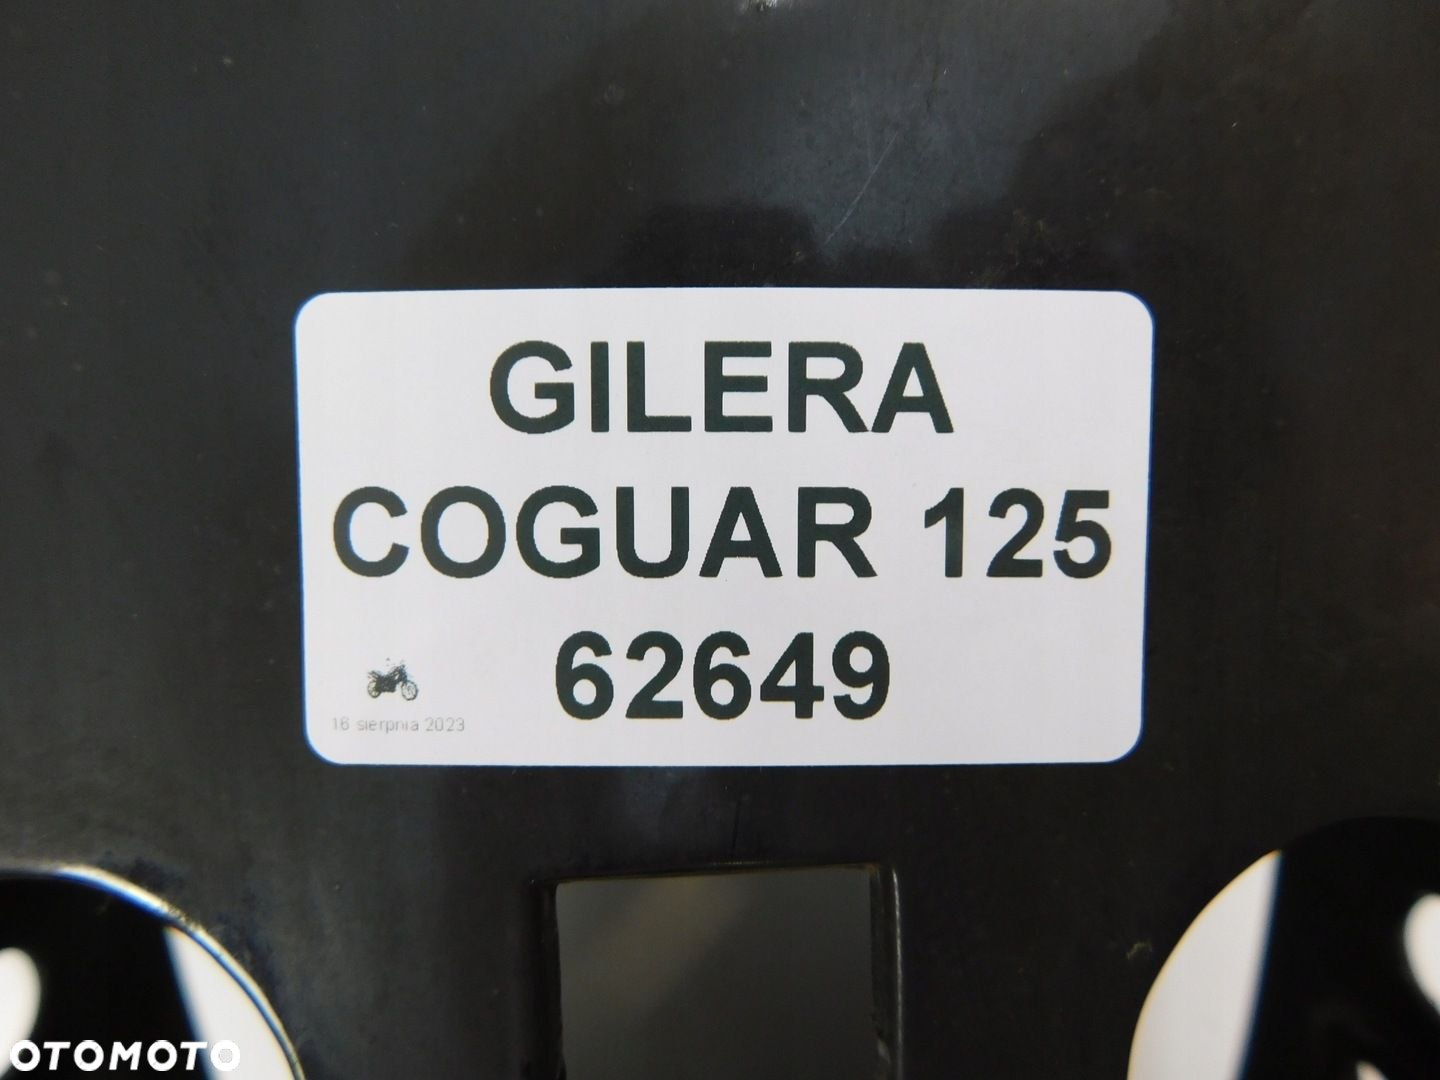 GILERA
COGUAR 125
62649
16 sierpnia 2023
OTOMOTO